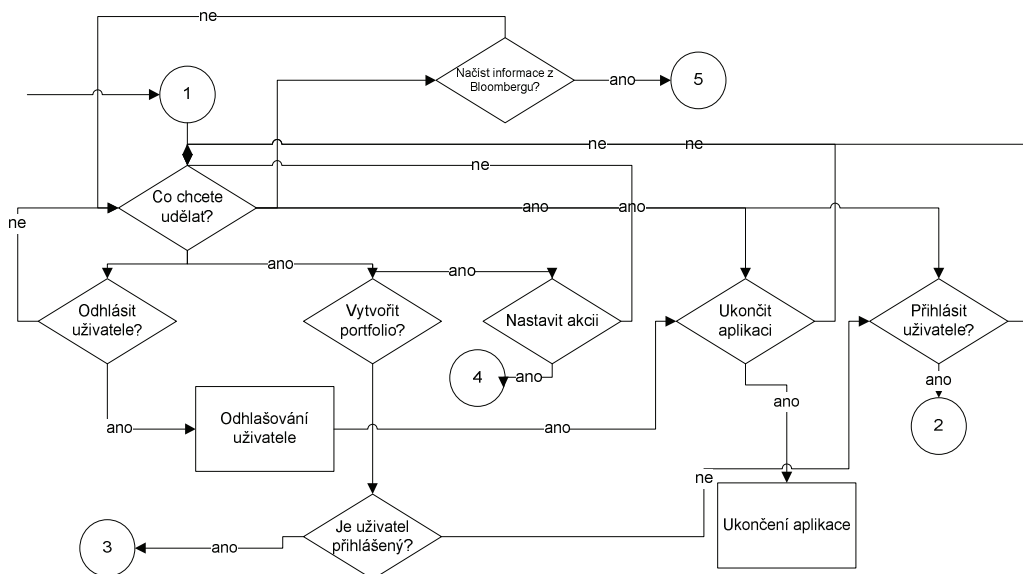 ne
Načíst informace z
Bloombergu?
ano
5
1
ne
ne
ne
Co chcete
udělat?
ano
ano
ne
ano
ano
Odhlásit
uživatele?
Vytvořit
portfolio?
Nastavit akcii
Ukončit
aplikaci
Přihlásit
uživatele?
4
ano
ano
ano
2
Odhlašování
uživatele
ano
ano
ne
Je uživatel
přihlášený?
Ukončení aplikace
3
ano